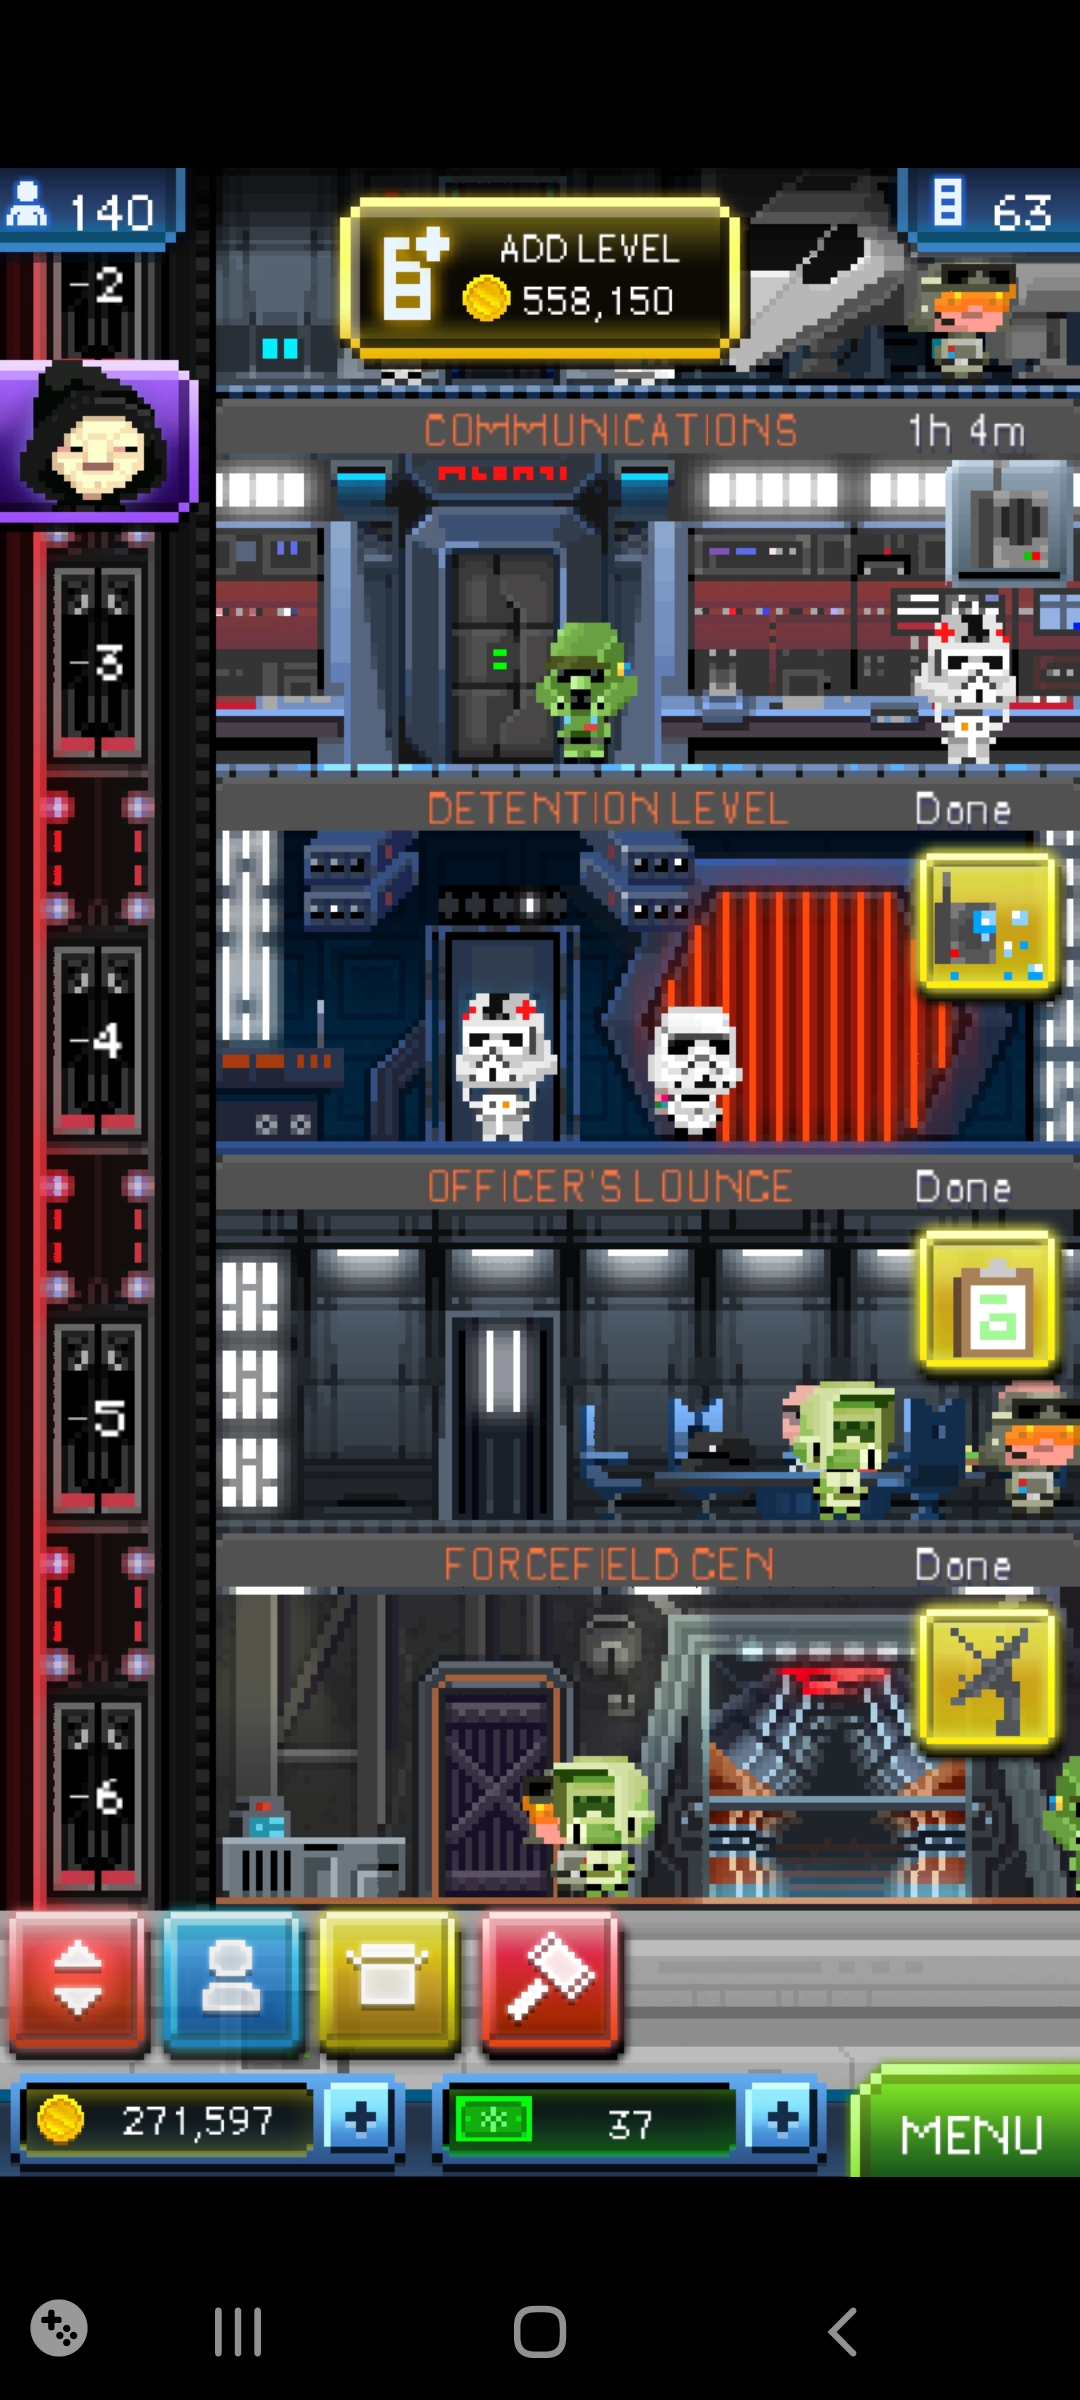 140
63
ADD LEVEL
558,150
-2
COMMUNICATIONS 1h 4m
-3
DETENTION LEVEL Done
-4
OFFICER'S LOUNGE Done
-5
FORCEFIELD GEN Done
-6
271,597
37
MENU